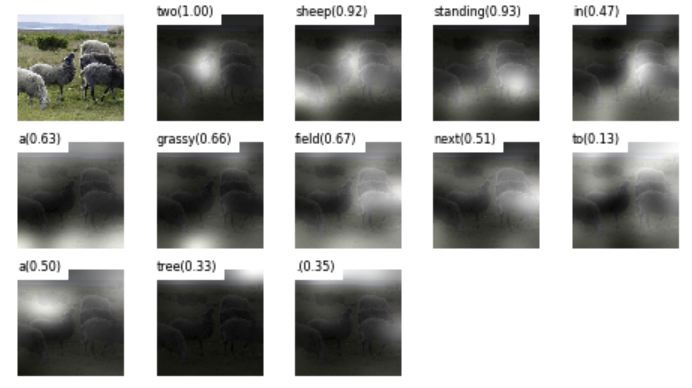 two(1.00) sheep(0.92) standing(0.93) in(0.47)
a(0.63) grassy(0.66) field(0.67) next(0.51) to(0.13)
a(0.50) tree(0.33) .(0.35)